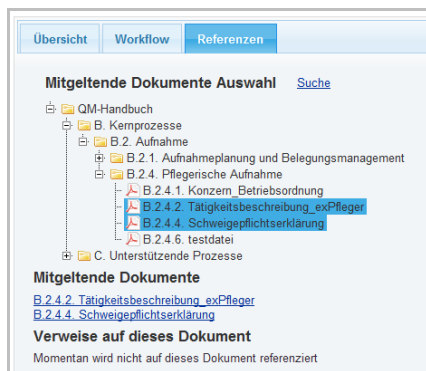 Übersicht Workflow Referenzen
Mitgeltende Dokumente Auswahl Suche
QM-Handbuch
B. Kernprozesse
B.2. Aufnahme
B.2.1. Aufnahmeplanung und Belegungsmanagement
B.2.4. Pflegerische Aufnahme
B.2.4.1. Konzern_Betriebsordnung
B.2.4.2. Tätigkeitsbeschreibung_exPfleger
B.2.4.4. Schweigepflichtserklärung
B.2.4.6. testdatei
C. Unterstützende Prozesse
Mitgeltende Dokumente
B.2.4.2. Tätigkeitsbeschreibung_exPfleger
B.2.4.4. Schweigepflichtserklärung
Verweise auf dieses Dokument
Momentan wird nicht auf dieses Dokument referenziert